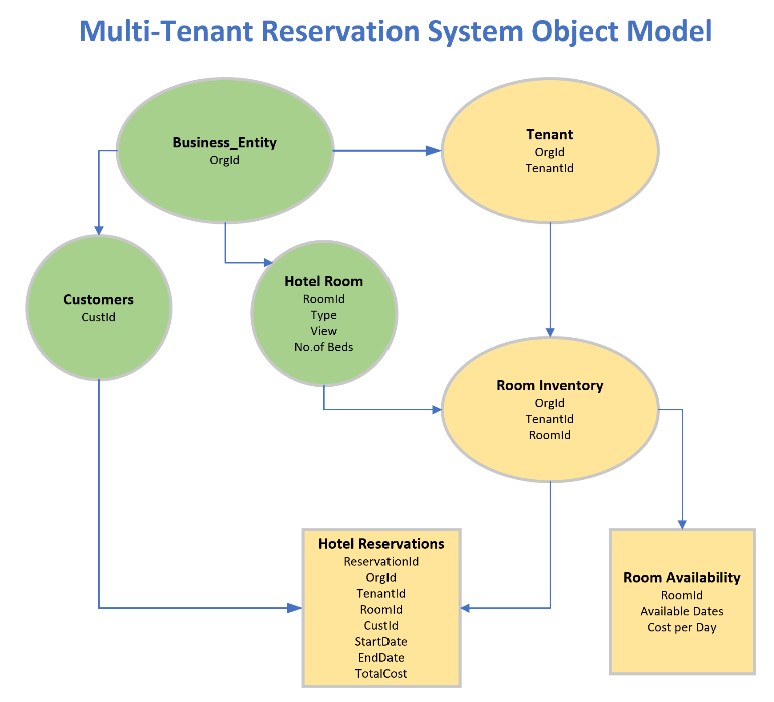 Multi-Tenant Reservation System Object Model
Business_Entity
OrgId
Tenant
OrgId
TenantId
Customers
CustId
Hotel Room
RoomId
Type
View
No.of Beds
Room Inventory
OrgId
TenantId
RoomId
Hotel Reservations
ReservationId
OrgId
TenantId
RoomId
CustId
StartDate
EndDate
TotalCost
Room Availability
RoomId
Available Dates
Cost per Day